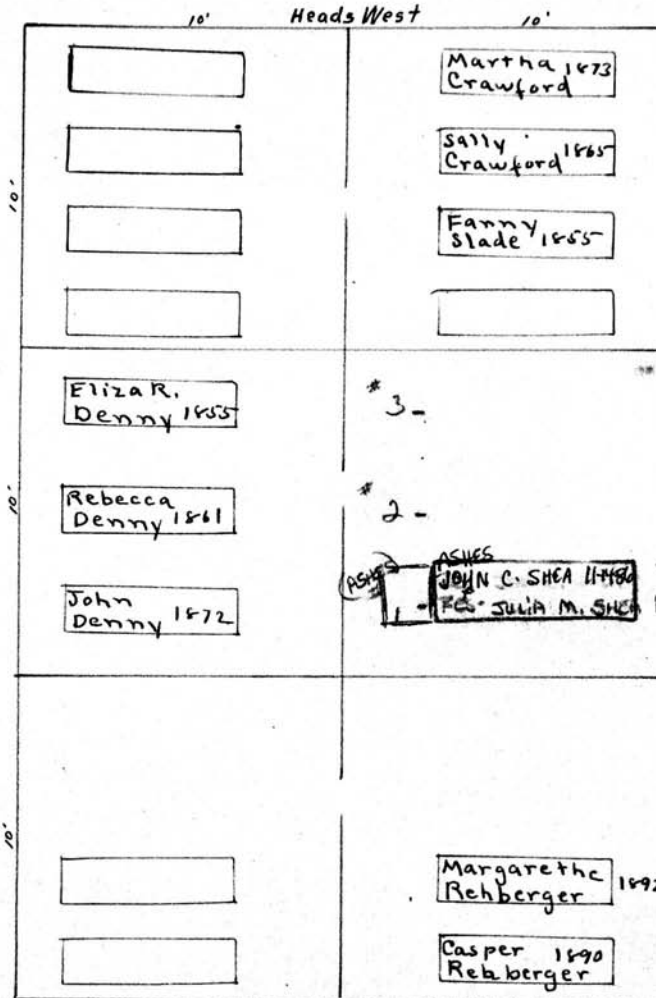 10' Heads West 10'
Martha 1873
Crawford
Sally
Crawford 1865
10'
Fanny
Slade 1855
Eliza R.
Denny 1855
# 3 -
10'
Rebecca
Denny 1861
# 2 -
(ASHES) ASHES
JOHN C. SHEA
1 - JULIA M. SHEA
John
Denny 1872
10'
Margarethe
Rehberger
Casper 1890
Rehberger